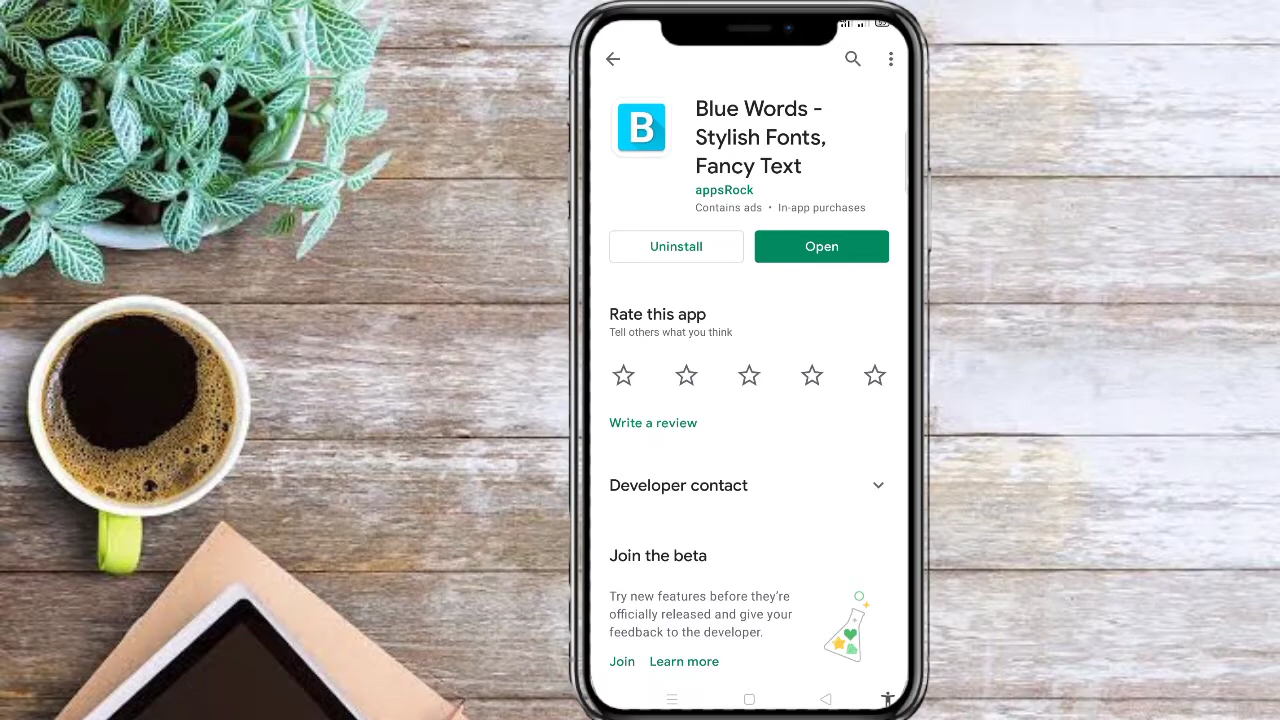 B
Blue Words -
Stylish Fonts,
Fancy Text
appsRock
Contains ads • In-app purchases
Uninstall
Open
Rate this app
Tell others what you think
Write a review
Developer contact
Join the beta
Try new features before they're
officially released and give your
feedback to the developer.
Join Learn more